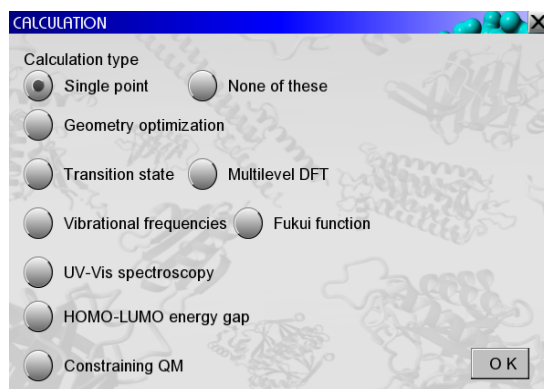 CALCULATION
Calculation type
Single point None of these
Geometry optimization
Transition state Multilevel DFT
Vibrational frequencies Fukui function
UV-Vis spectroscopy
HOMO-LUMO energy gap
Constraining QM
O K